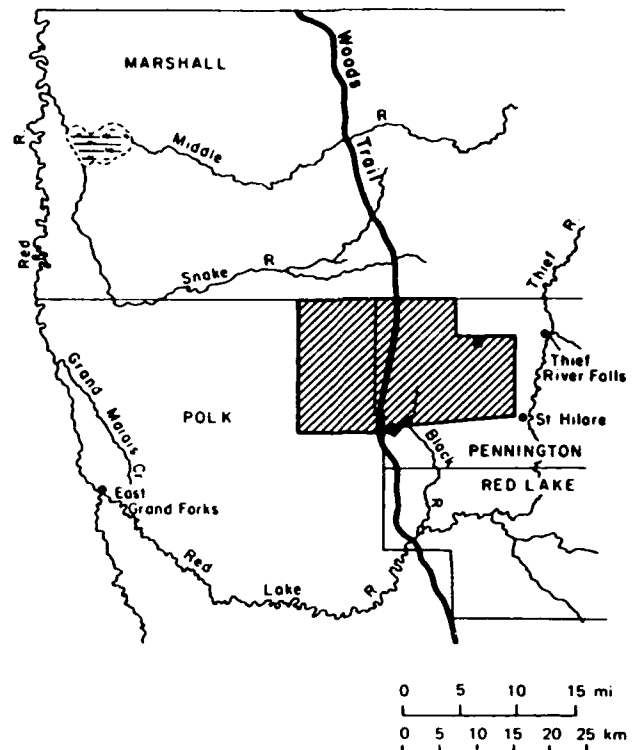 MARSHALL
Woods
Trail
R
Middle
R.
Red
R
Snake
R.
Thief
Thief
River Falls
St Hilare
Grand
Marais
Cr.
POLK
Black
R
PENNINGTON
RED LAKE
East
Grand Forks
Red
Lake
R
0 5 10 15 mi
0 5 10 15 20 25 km